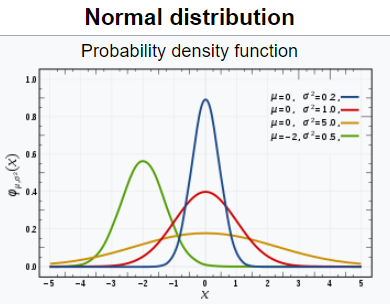 Normal distribution
Probability density function
φμ,σ²(x)
1.0
0.8
0.6
0.4
0.2
0.0
μ=0, σ²=0.2,
μ=0, σ²=1.0,
μ=0, σ²=5.0,
μ=−2, σ²=0.5,
−5 −4 −3 −2 −1 0 1 2 3 4 5
x